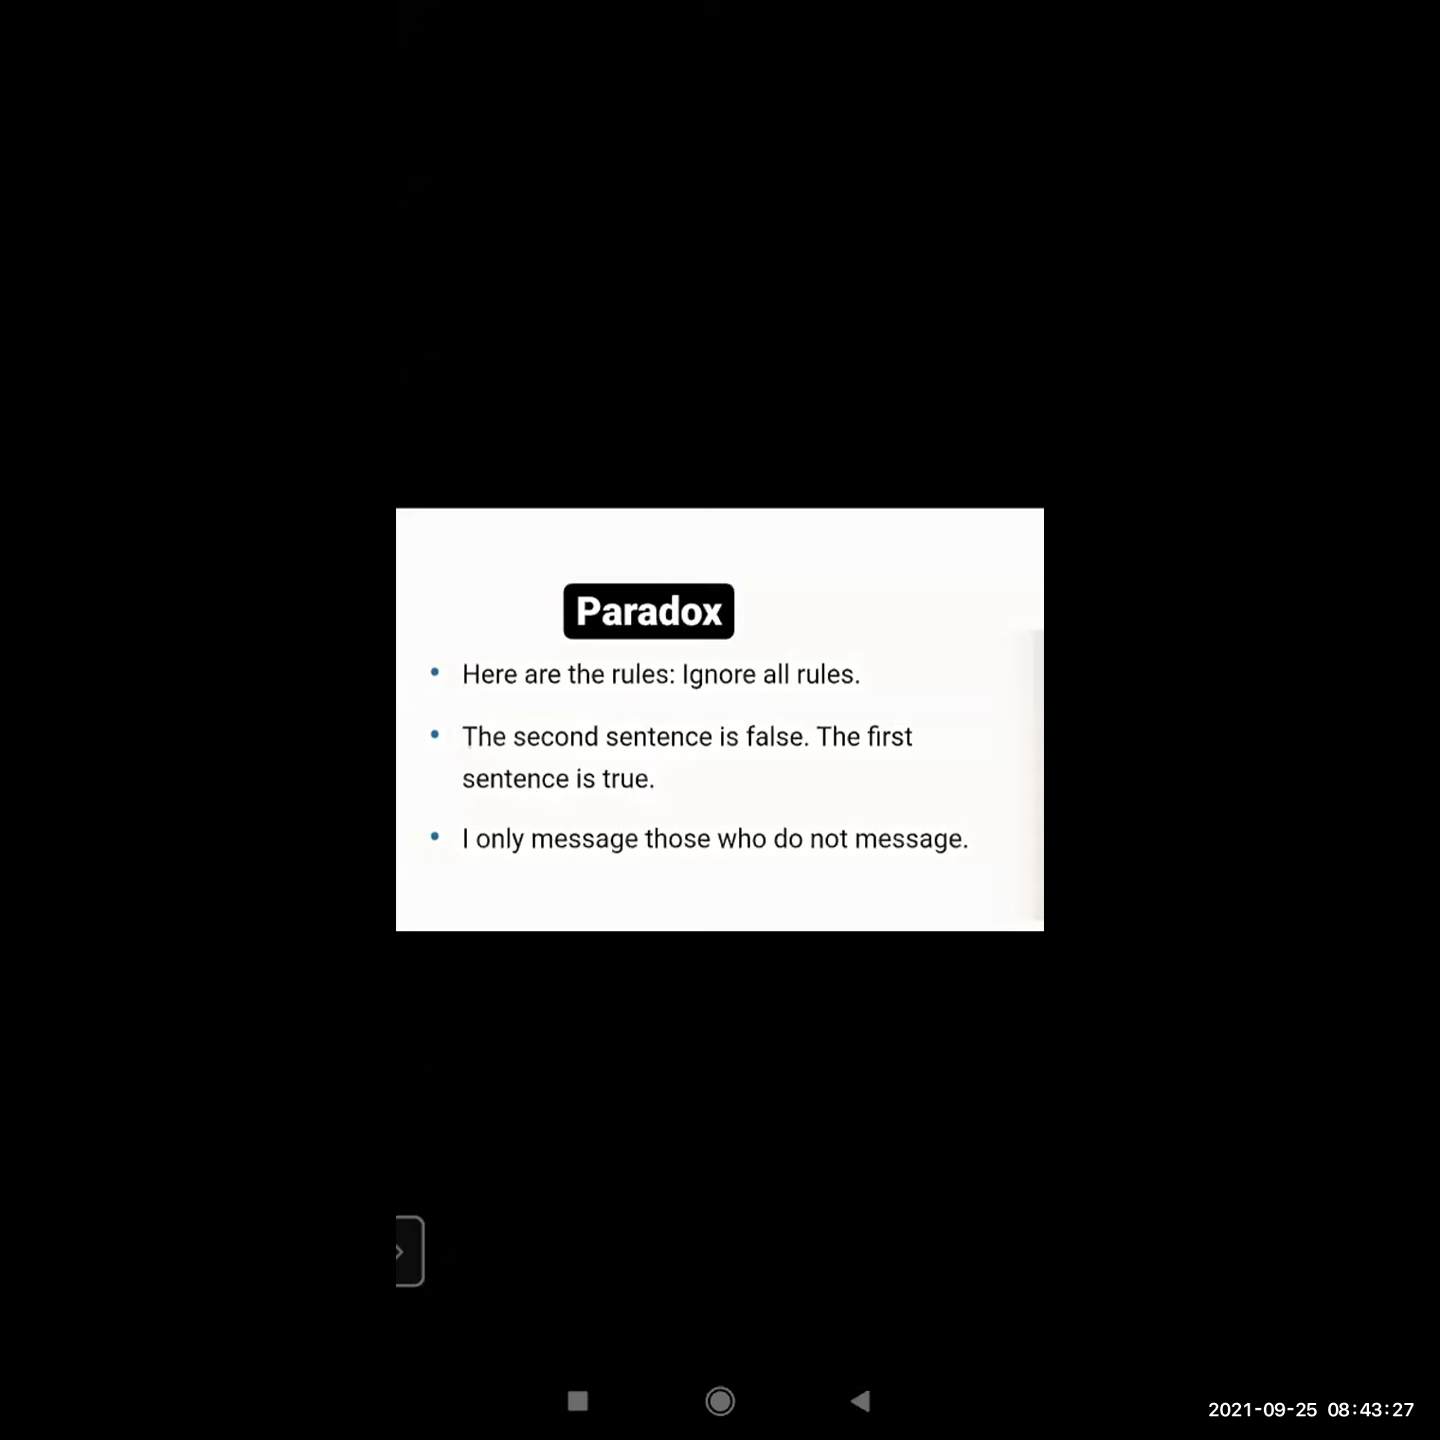 Paradox
• Here are the rules: Ignore all rules.
• The second sentence is false. The first
sentence is true.
• I only message those who do not message.
2021-09-25 08:43:27